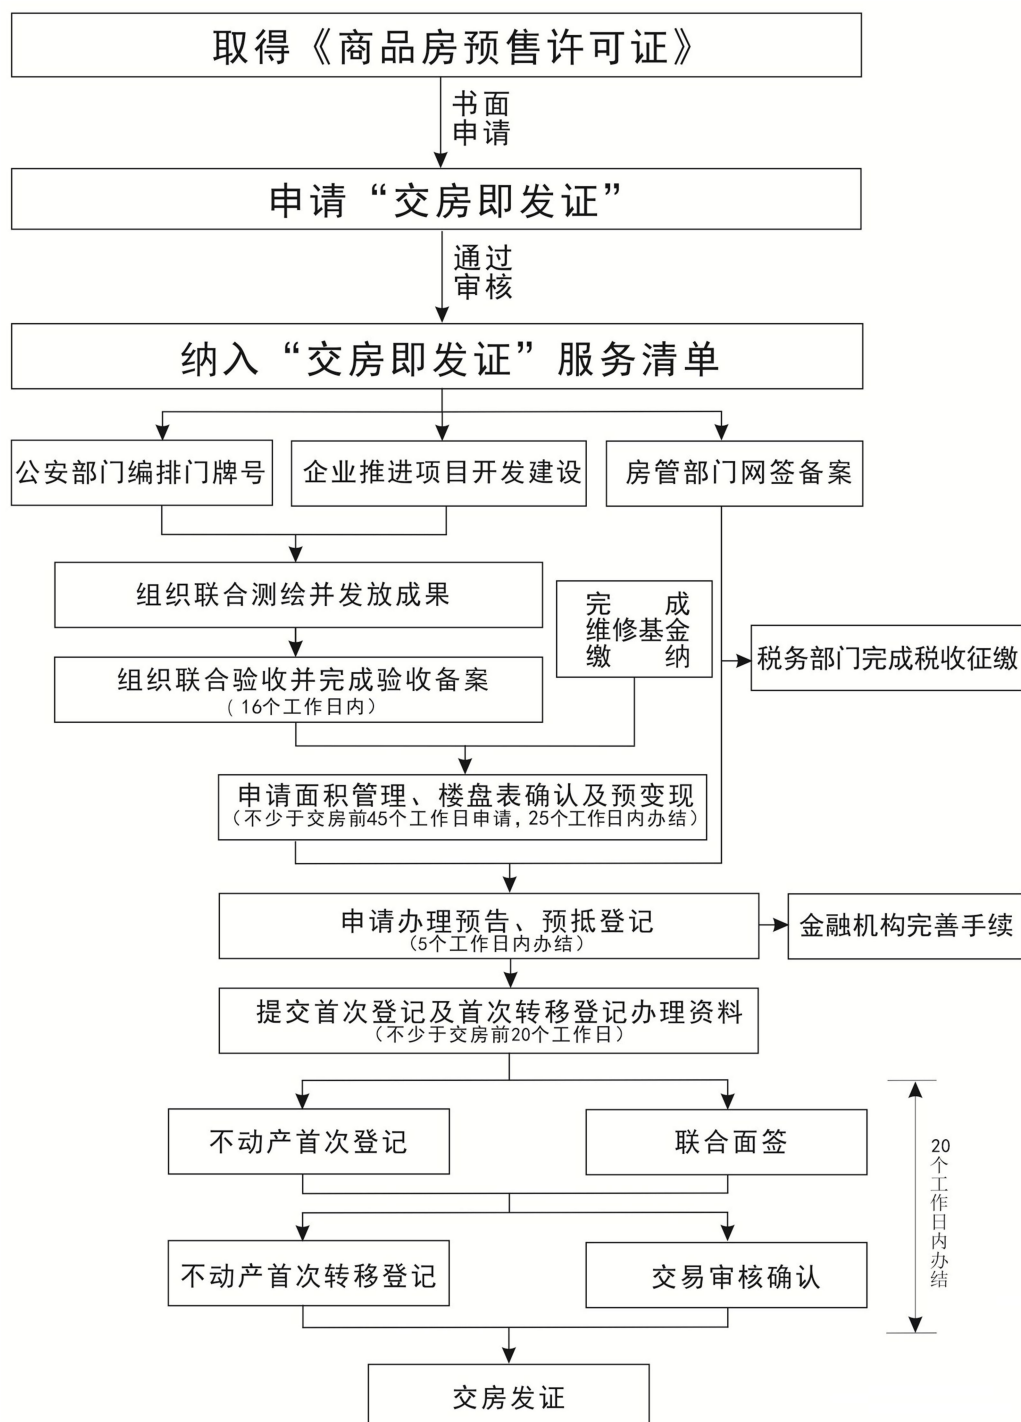 取得《商品房预售许可证》
书面
申请
申请“交房即发证”
通过
审核
纳入“交房即发证”服务清单
公安部门编排门牌号
企业推进项目开发建设
房管部门网签备案
组织联合测绘并发放成果
完成
维修基金
缴纳
税务部门完成税收征缴
组织联合验收并完成验收备案
(16个工作日内)
申请面积管理、楼盘表确认及预变现
(不少于交房前45个工作日申请,25个工作日内办结)
申请办理预告、预抵登记
(5个工作日内办结)
金融机构完善手续
提交首次登记及首次转移登记办理资料
(不少于交房前20个工作日)
不动产首次登记
联合面签
20个工作日内办结
不动产首次转移登记
交易审核确认
交房发证